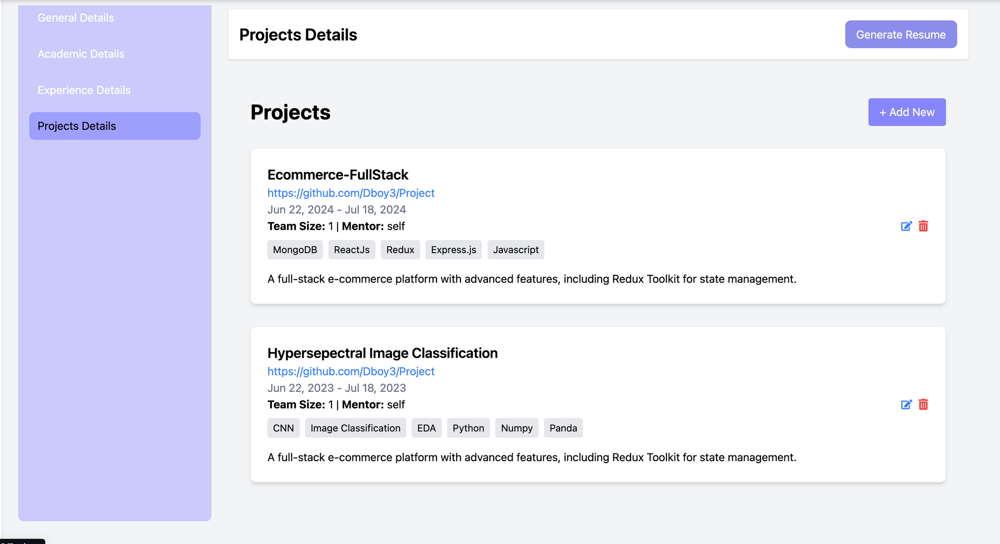 General Details
Academic Details
Experience Details
Projects Details
Projects Details
Generate Resume
Projects
+ Add New
Ecommerce-FullStack
https://github.com/Dboy3/Project
Jun 22, 2024 - Jul 18, 2024
Team Size: 1 | Mentor: self
MongoDB ReactJs Redux Express.js Javascript
A full-stack e-commerce platform with advanced features, including Redux Toolkit for state management.
Hypersepectral Image Classification
https://github.com/Dboy3/Project
Jun 22, 2023 - Jul 18, 2023
Team Size: 1 | Mentor: self
CNN Image Classification EDA Python Numpy Panda
A full-stack e-commerce platform with advanced features, including Redux Toolkit for state management.